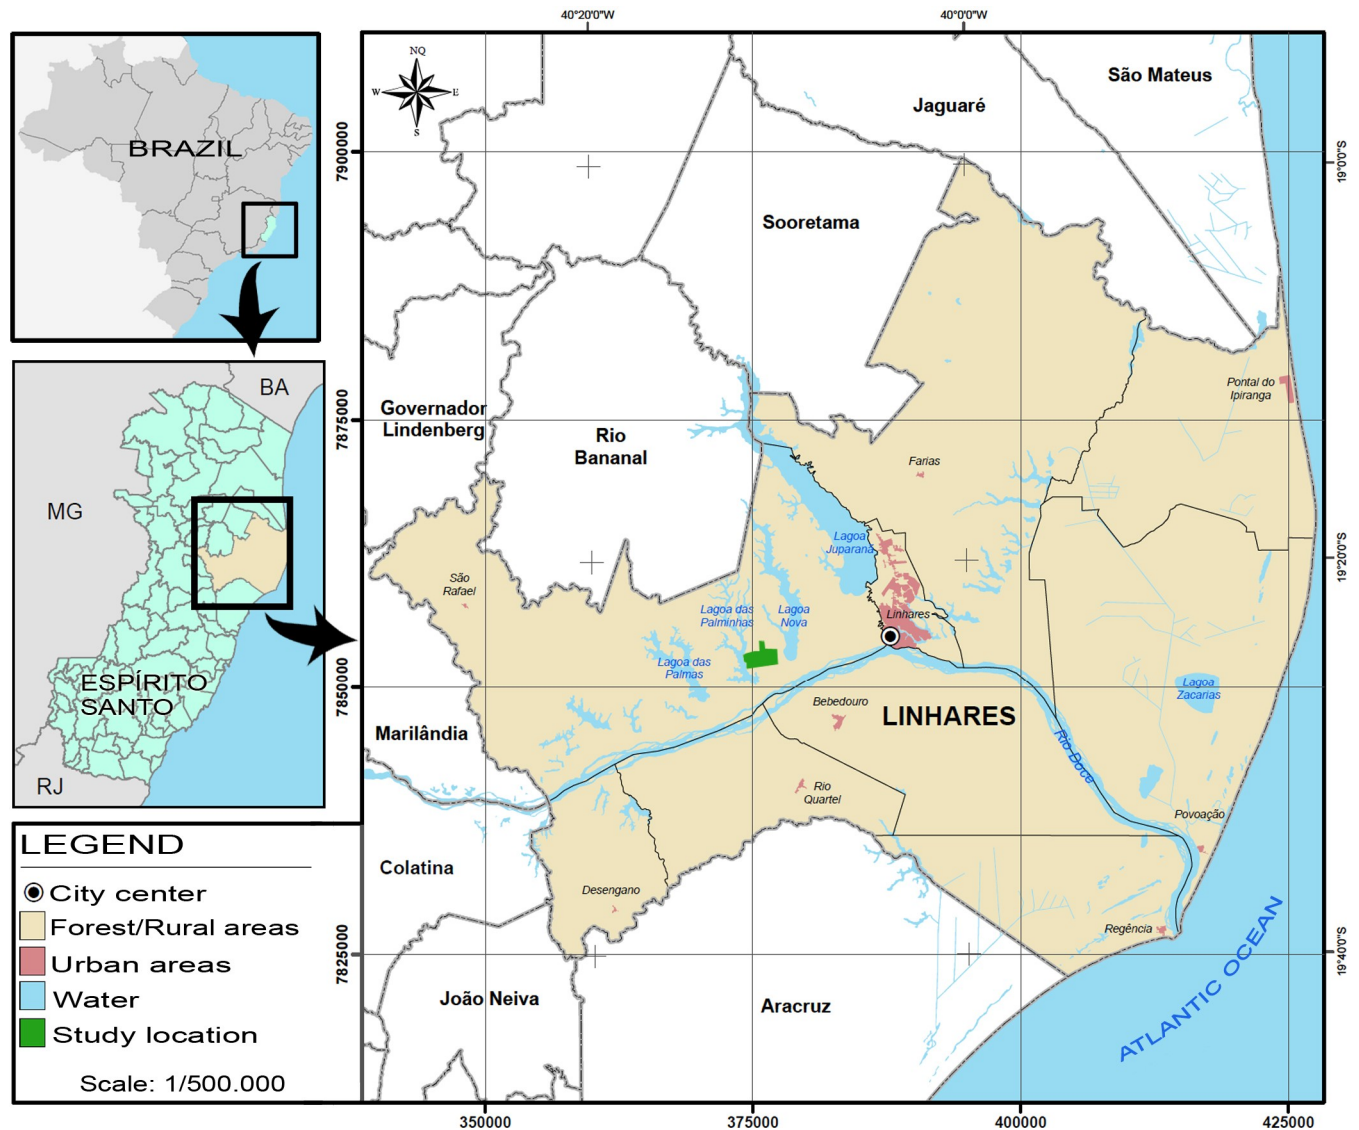 40°20'0"W
40°0'0"W
BRAZIL
BA
MG
ESPÍRITO
SANTO
RJ
LEGEND
City center
Forest/Rural areas
Urban areas
Water
Study location
Scale: 1/500.000
NQ
W
E
S
São Mateus
Jaguaré
Sooretama
Governador
Lindenberg
Rio
Bananal
Pontal do
Ipiranga
Farias
Lagoa
Juparanã
São
Rafael
Lagoa das
Palminhas
Lagoa
Nova
Linhares
Lagoa das
Palmas
Lagoa
Zacarias
Bebedouro
LINHARES
Marilândia
Rio Doce
Rio
Quartel
Povoação
Colatina
Desengano
Regência
João Neiva
Aracruz
ATLANTIC OCEAN
7900000
7875000
7850000
7825000
19°0'0"S
19°20'0"S
19°40'0"S
350000
375000
400000
425000